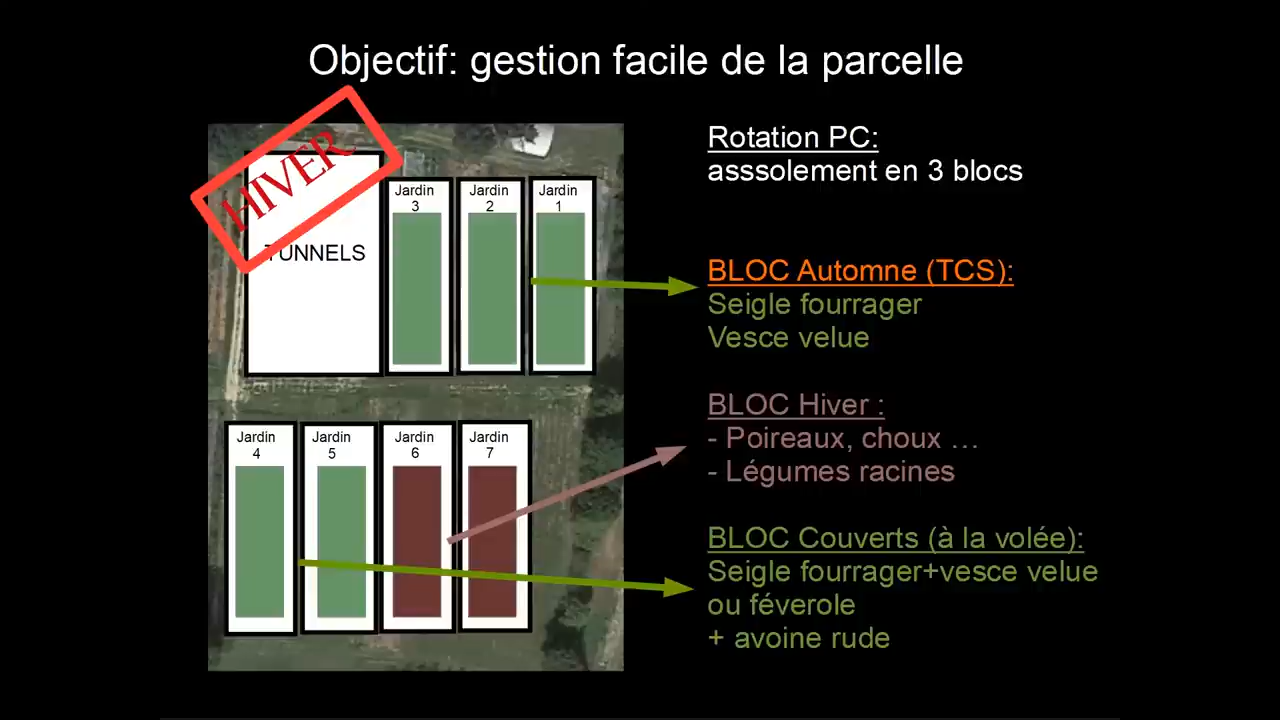 Objectif: gestion facile de la parcelle
HIVER
TUNNELS
Jardin
3
Jardin
2
Jardin
1
Jardin
4
Jardin
5
Jardin
6
Jardin
7
Rotation PC:
asssolement en 3 blocs
BLOC Automne (TCS):
Seigle fourrager
Vesce velue
BLOC Hiver :
- Poireaux, choux …
- Légumes racines
BLOC Couverts (à la volée):
Seigle fourrager+vesce velue
ou féverole
+ avoine rude